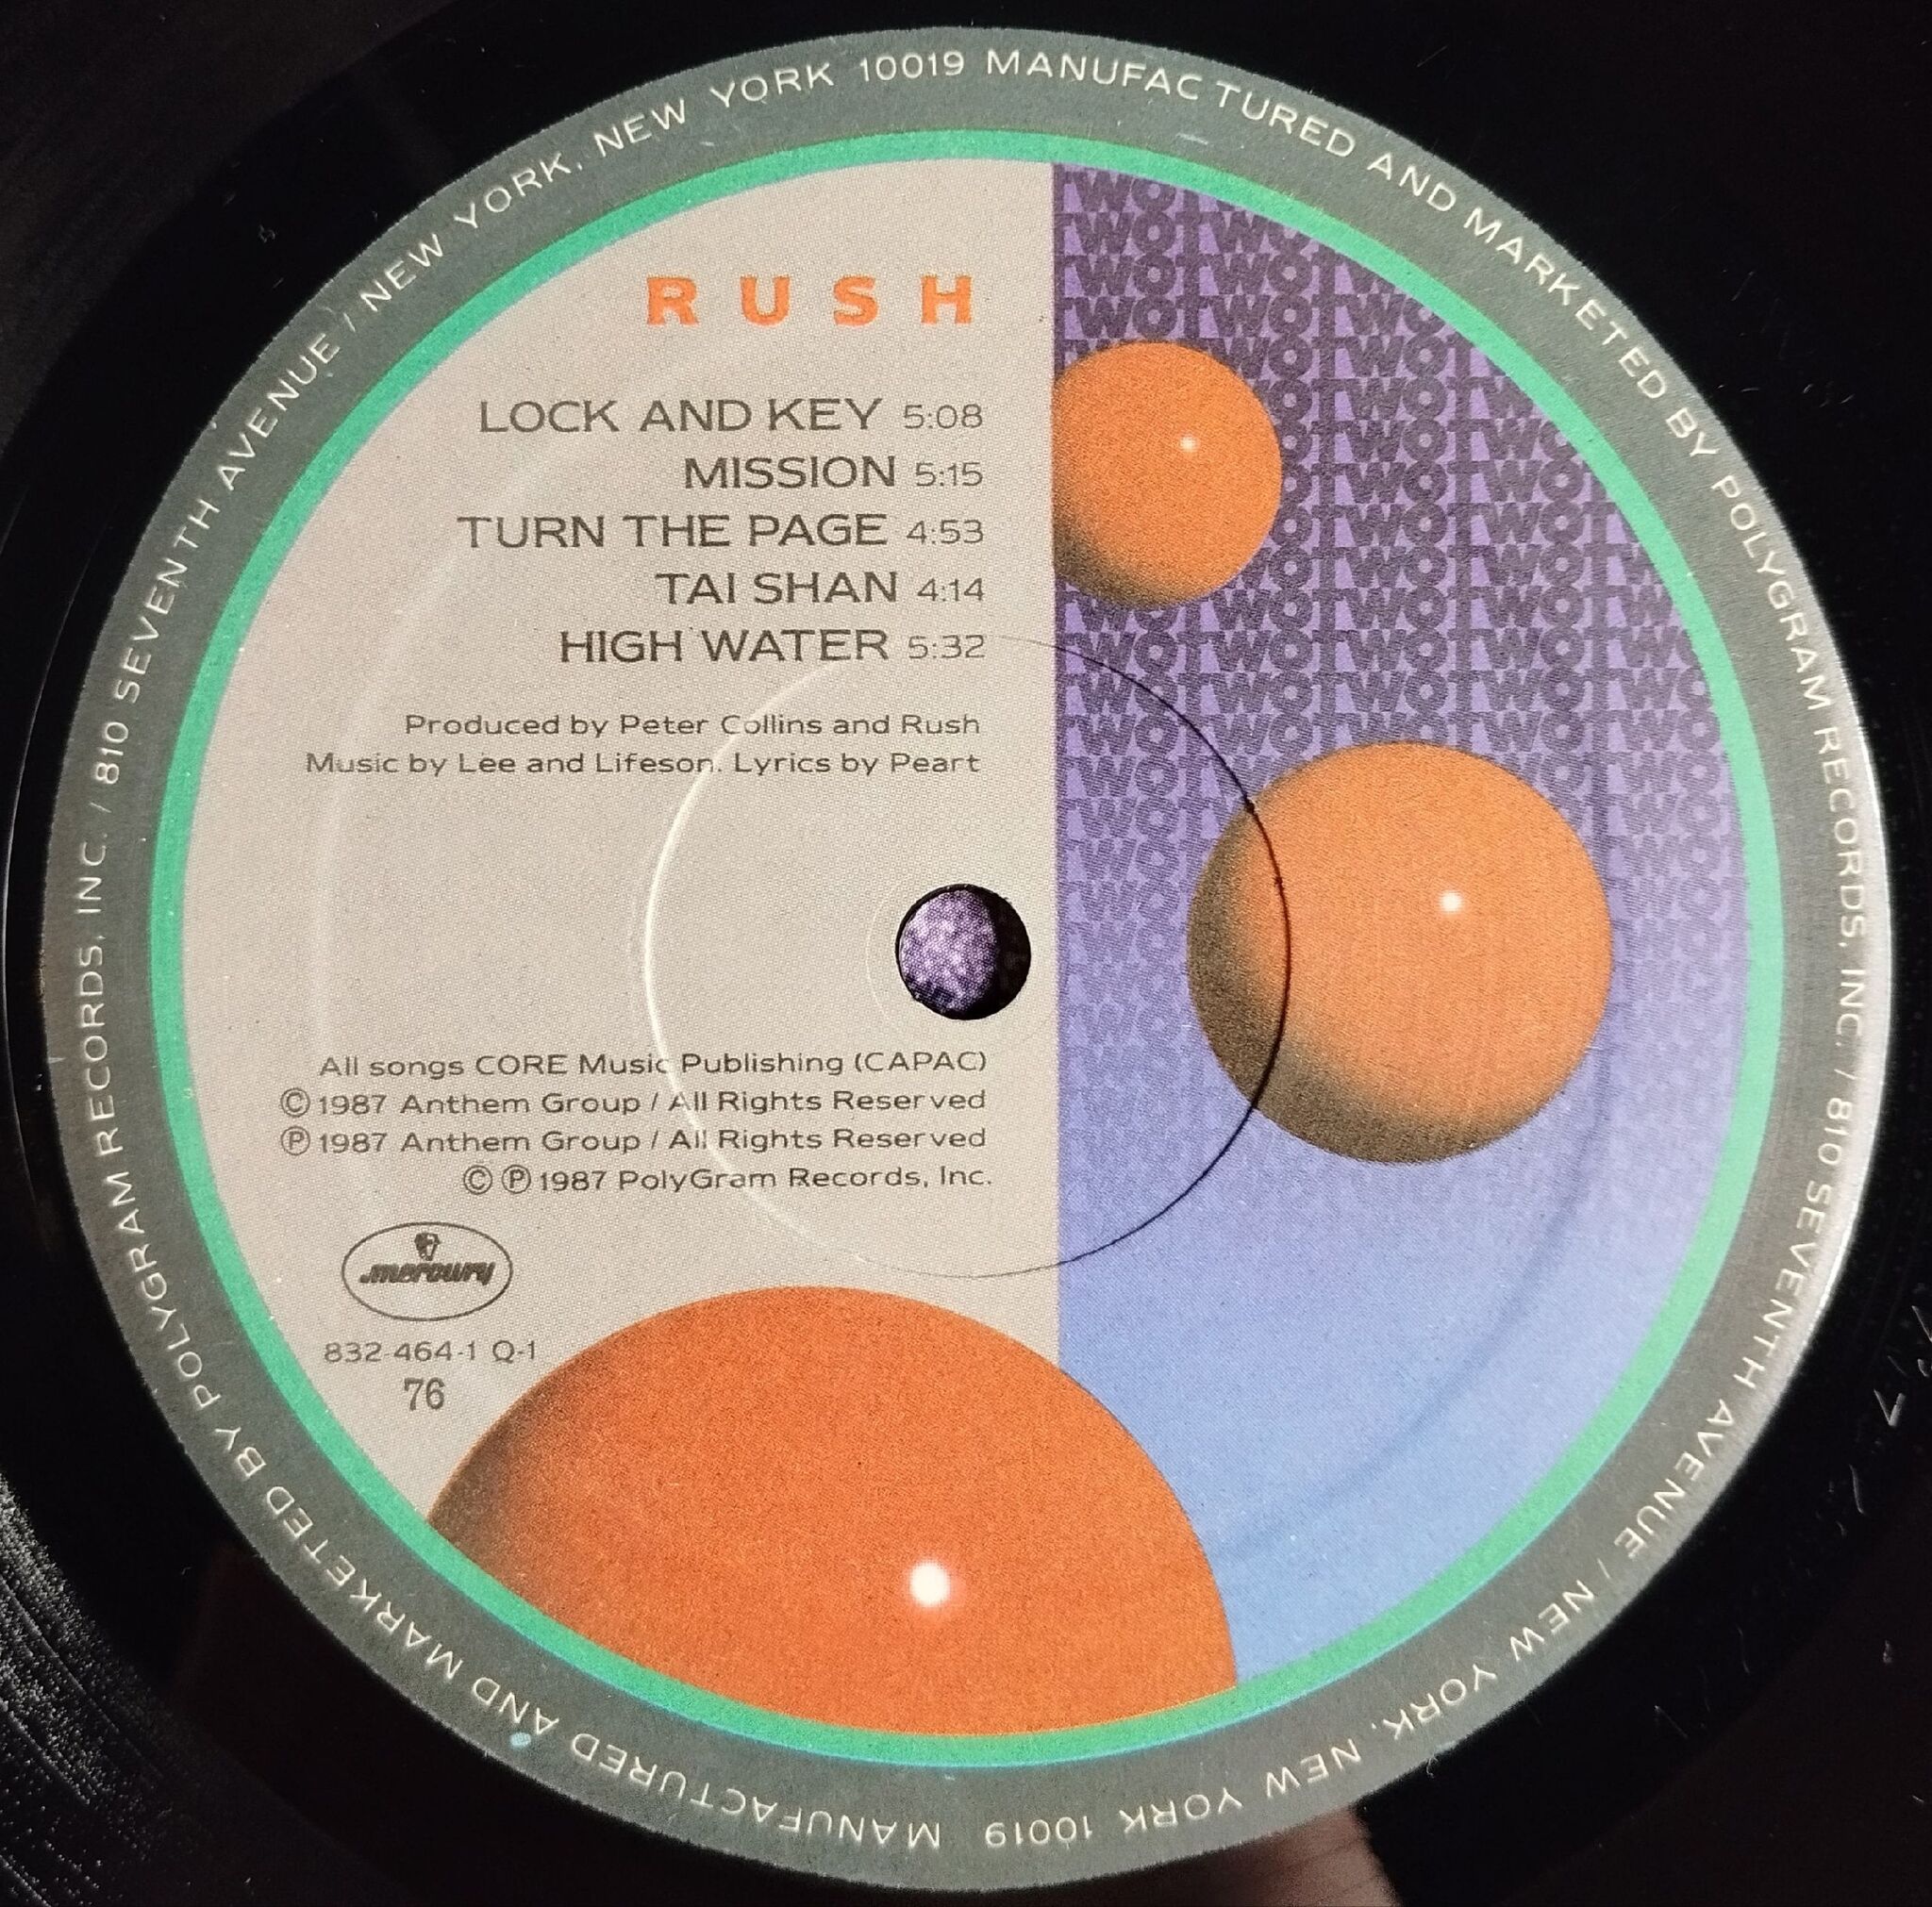 RUSH
LOCK AND KEY 5:08
MISSION 5:15
TURN THE PAGE 4:53
TAI SHAN 4:14
HIGH WATER 5:32
Produced by Peter Collins and Rush
Music by Lee and Lifeson. Lyrics by Peart
All songs CORE Music Publishing (CAPAC)
© 1987 Anthem Group / All Rights Reserved
℗ 1987 Anthem Group / All Rights Reserved
© ℗ 1987 PolyGram Records, Inc.
mercury
832 464-1 Q-1
76
TWOTWOTWOTWO
MANUFACTURED AND MARKETED BY POLYGRAM RECORDS, INC. / 810 SEVENTH AVENUE / NEW YORK, NEW YORK 10019
MANUFACTURED AND MARKETED BY POLYGRAM RECORDS, INC. / 810 SEVENTH AVENUE / NEW YORK, NEW YORK 10019